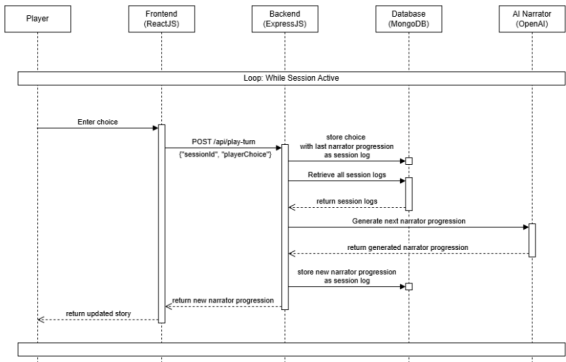 Player
Frontend
(ReactJS)
Backend
(ExpressJS)
Database
(MongoDB)
AI Narrator
(OpenAI)
Loop: While Session Active
Enter choice
POST /api/play-turn
{"sessionId", "playerChoice"}
store choice
with last narrator progression
as session log
Retrieve all session logs
return session logs
Generate next narrator progression
return generated narrator progression
store new narrator progression
as session log
return new narrator progression
return updated story